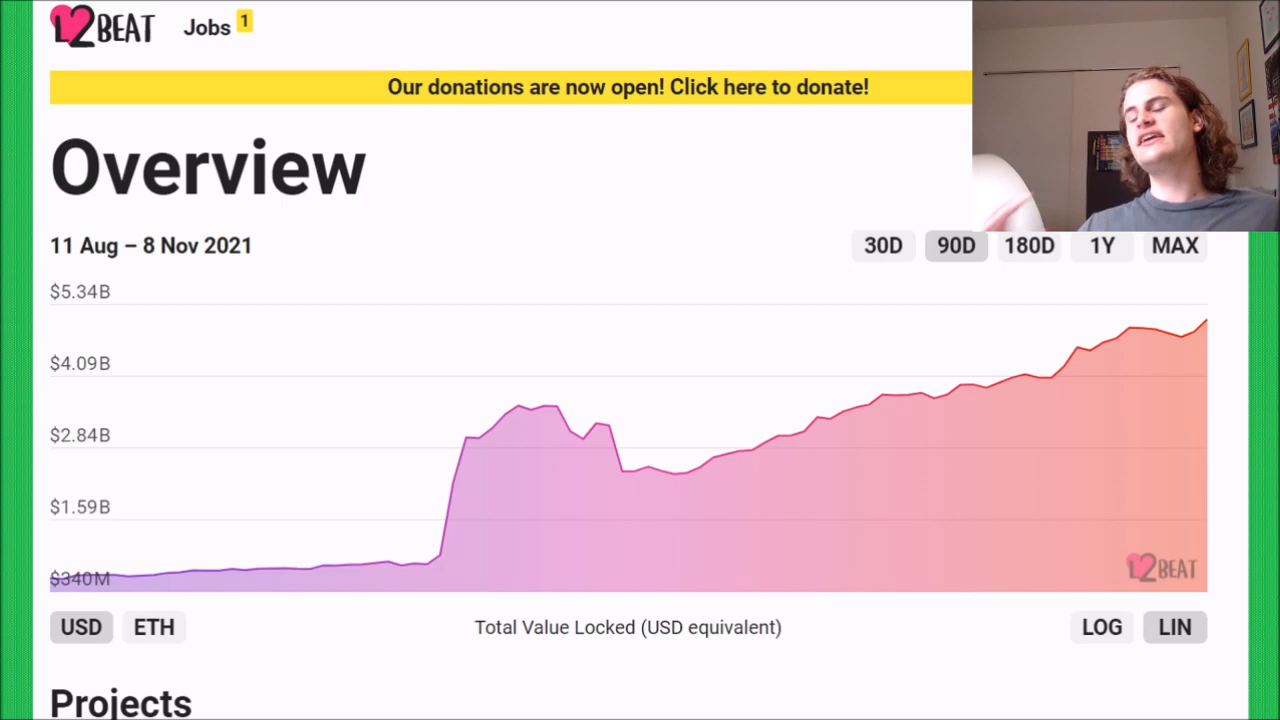 L2BEAT Jobs 1
Our donations are now open! Click here to donate!
Overview
11 Aug – 8 Nov 2021 30D 90D 180D 1Y MAX
$5.34B
$4.09B
$2.84B
$1.59B
$340M
L2BEAT
USD ETH Total Value Locked (USD equivalent) LOG LIN
Projects